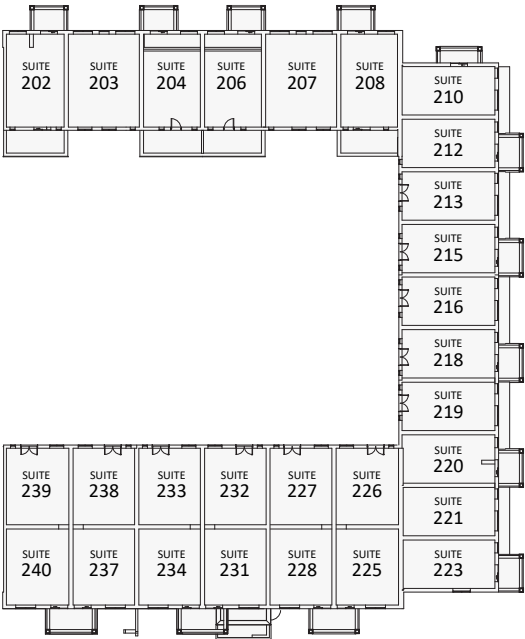 SUITE
202
SUITE
203
SUITE
204
SUITE
206
SUITE
207
SUITE
208
SUITE
210
SUITE
212
SUITE
213
SUITE
215
SUITE
216
SUITE
218
SUITE
219
SUITE
220
SUITE
221
SUITE
223
SUITE
239
SUITE
238
SUITE
233
SUITE
232
SUITE
227
SUITE
226
SUITE
240
SUITE
237
SUITE
234
SUITE
231
SUITE
228
SUITE
225